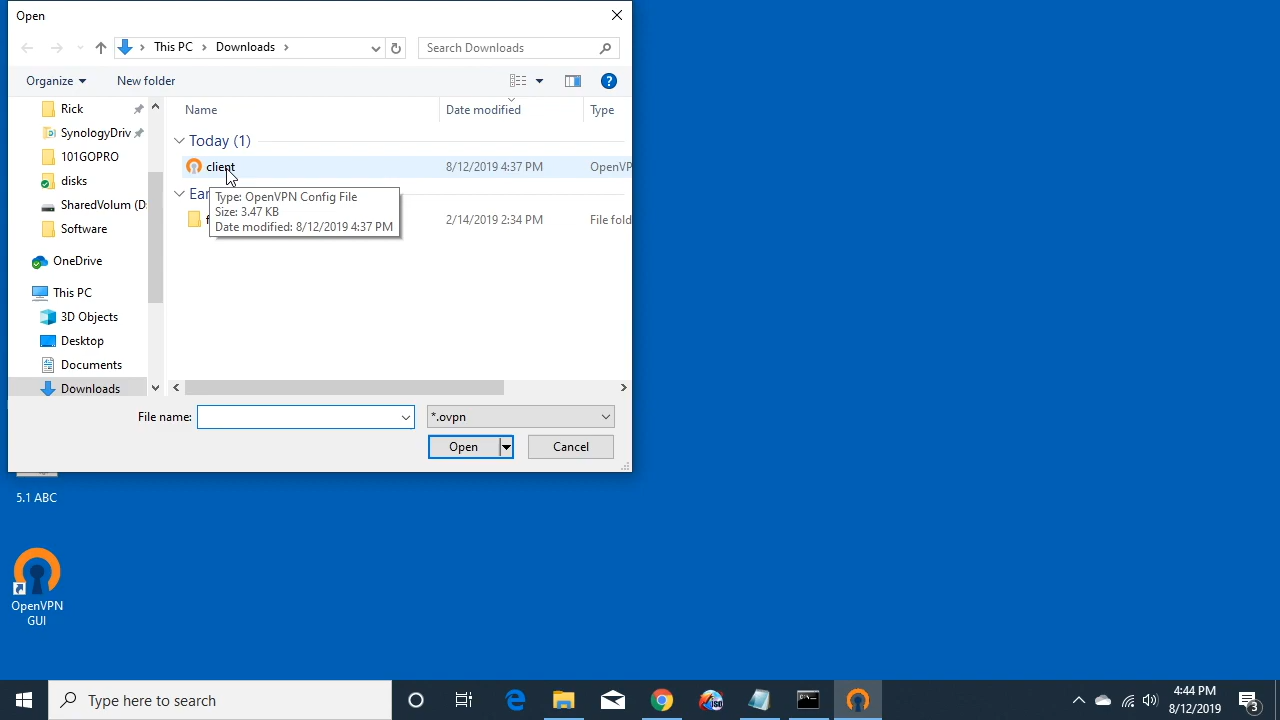 Open
This PC
Downloads
Search Downloads
Organize
New folder
Name
Date modified
Type
Rick
SynologyDriv
101GOPRO
disks
SharedVolum (D
Software
OneDrive
This PC
3D Objects
Desktop
Documents
Downloads
Today (1)
client
8/12/2019 4:37 PM
OpenVP
Ear
Type: OpenVPN Config File
Size: 3.47 KB
Date modified: 8/12/2019 4:37 PM
f
2/14/2019 2:34 PM
File fold
File name:
*.ovpn
Open
Cancel
5.1 ABC
OpenVPN
GUI
Type here to search
4:44 PM
8/12/2019
3